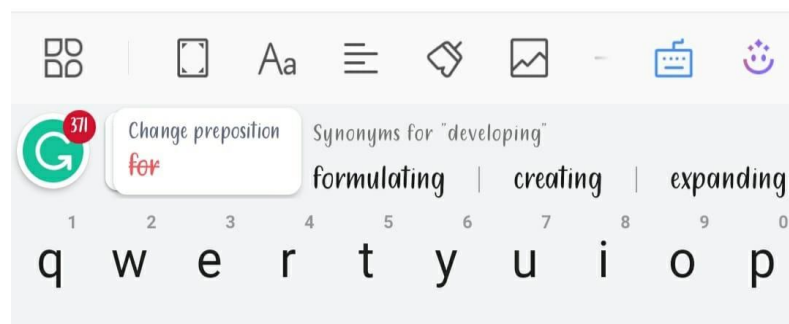 Aa
371
Change preposition
for
Synonyms for "developing"
formulating | creating | expanding
1 2 3 4 5 6 7 8 9 0
q w e r t y u i o p